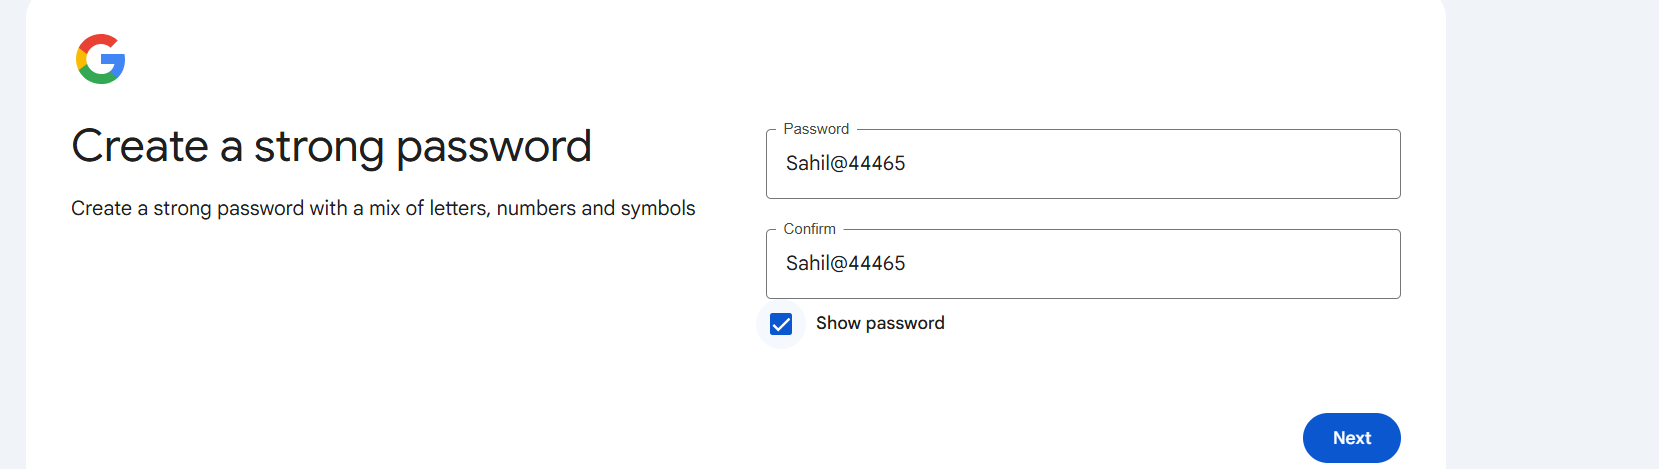 Create a strong password
Create a strong password with a mix of letters, numbers and symbols
Password
Sahil@44465
Confirm
Sahil@44465
Show password
Next